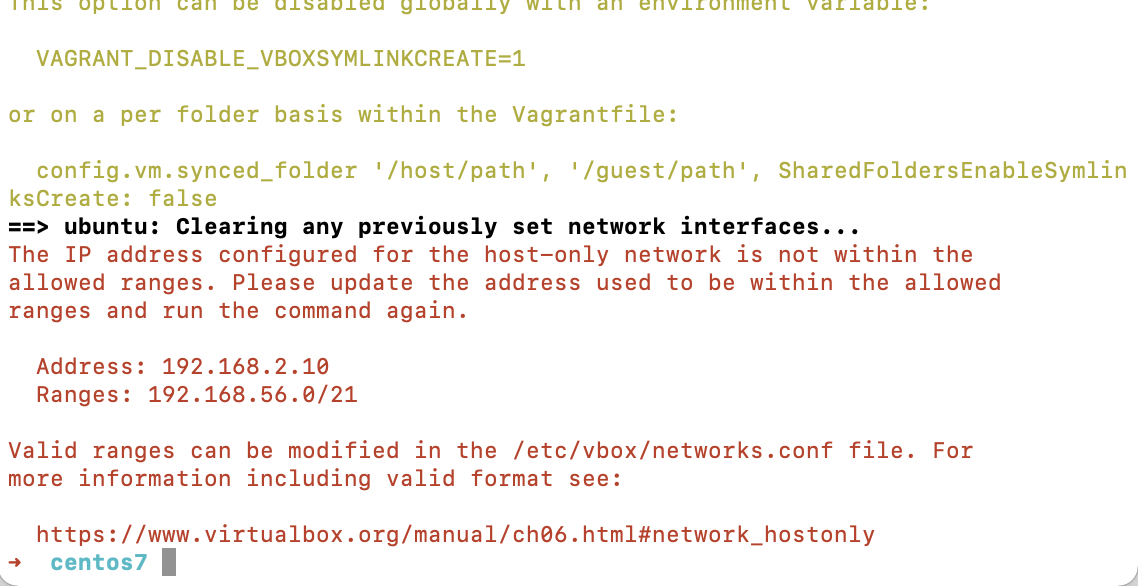 This option can be disabled globally with an environment variable:
VAGRANT_DISABLE_VBOXSYMLINKCREATE=1
or on a per folder basis within the Vagrantfile:
config.vm.synced_folder '/host/path', '/guest/path', SharedFoldersEnableSymlin
ksCreate: false
==> ubuntu: Clearing any previously set network interfaces...
The IP address configured for the host-only network is not within the
allowed ranges. Please update the address used to be within the allowed
ranges and run the command again.
Address: 192.168.2.10
Ranges: 192.168.56.0/21
Valid ranges can be modified in the /etc/vbox/networks.conf file. For
more information including valid format see:
https://www.virtualbox.org/manual/ch06.html#network_hostonly
→ centos7